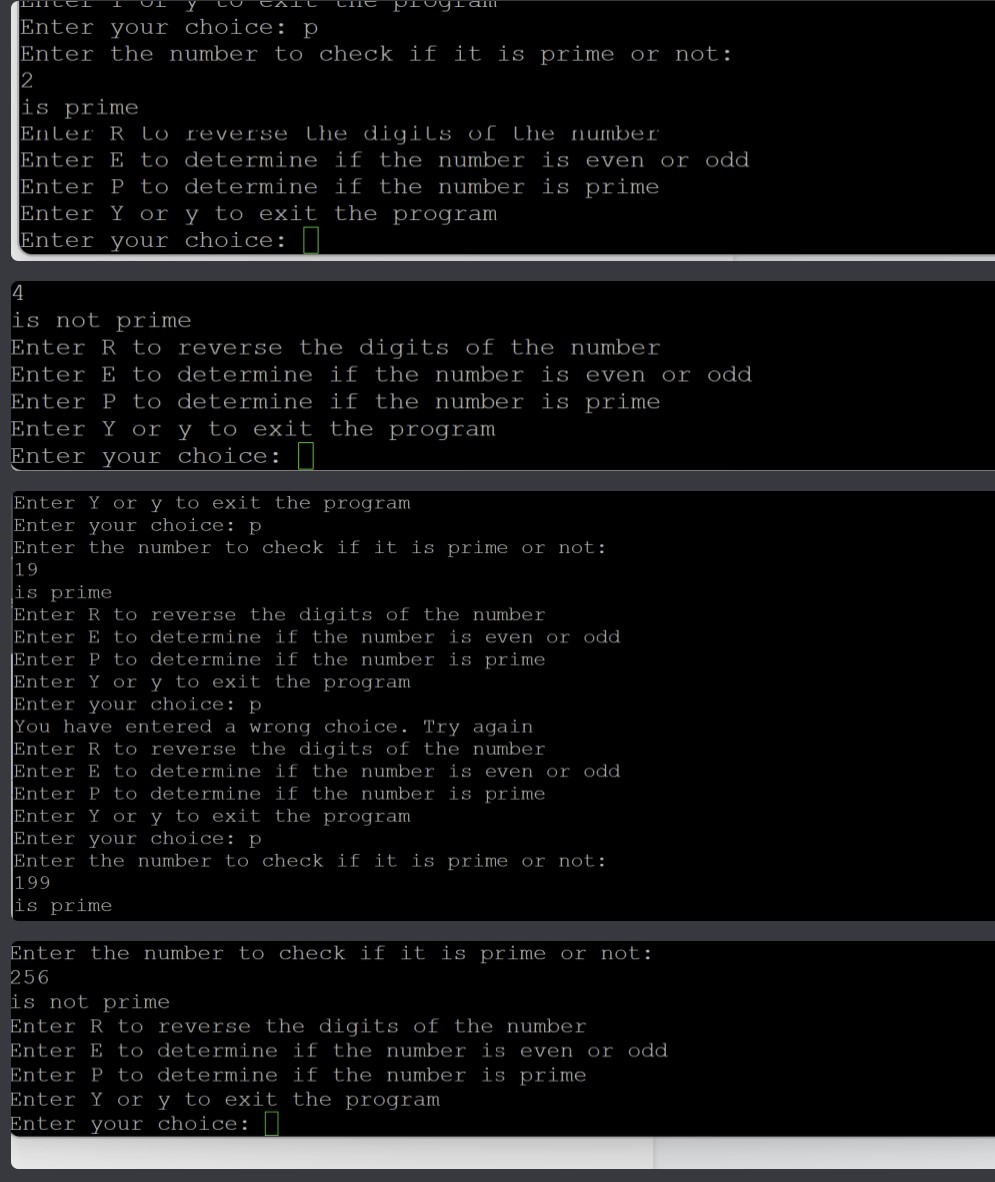 Enter Y or y to exit the program
Enter your choice: p
Enter the number to check if it is prime or not:
2
is prime
Enter R to reverse the digits of the number
Enter E to determine if the number is even or odd
Enter P to determine if the number is prime
Enter Y or y to exit the program
Enter your choice:
4
is not prime
Enter R to reverse the digits of the number
Enter E to determine if the number is even or odd
Enter P to determine if the number is prime
Enter Y or y to exit the program
Enter your choice:
Enter Y or y to exit the program
Enter your choice: p
Enter the number to check if it is prime or not:
19
is prime
Enter R to reverse the digits of the number
Enter E to determine if the number is even or odd
Enter P to determine if the number is prime
Enter Y or y to exit the program
Enter your choice: p
You have entered a wrong choice. Try again
Enter R to reverse the digits of the number
Enter E to determine if the number is even or odd
Enter P to determine if the number is prime
Enter Y or y to exit the program
Enter your choice: p
Enter the number to check if it is prime or not:
199
is prime
Enter the number to check if it is prime or not:
256
is not prime
Enter R to reverse the digits of the number
Enter E to determine if the number is even or odd
Enter P to determine if the number is prime
Enter Y or y to exit the program
Enter your choice: